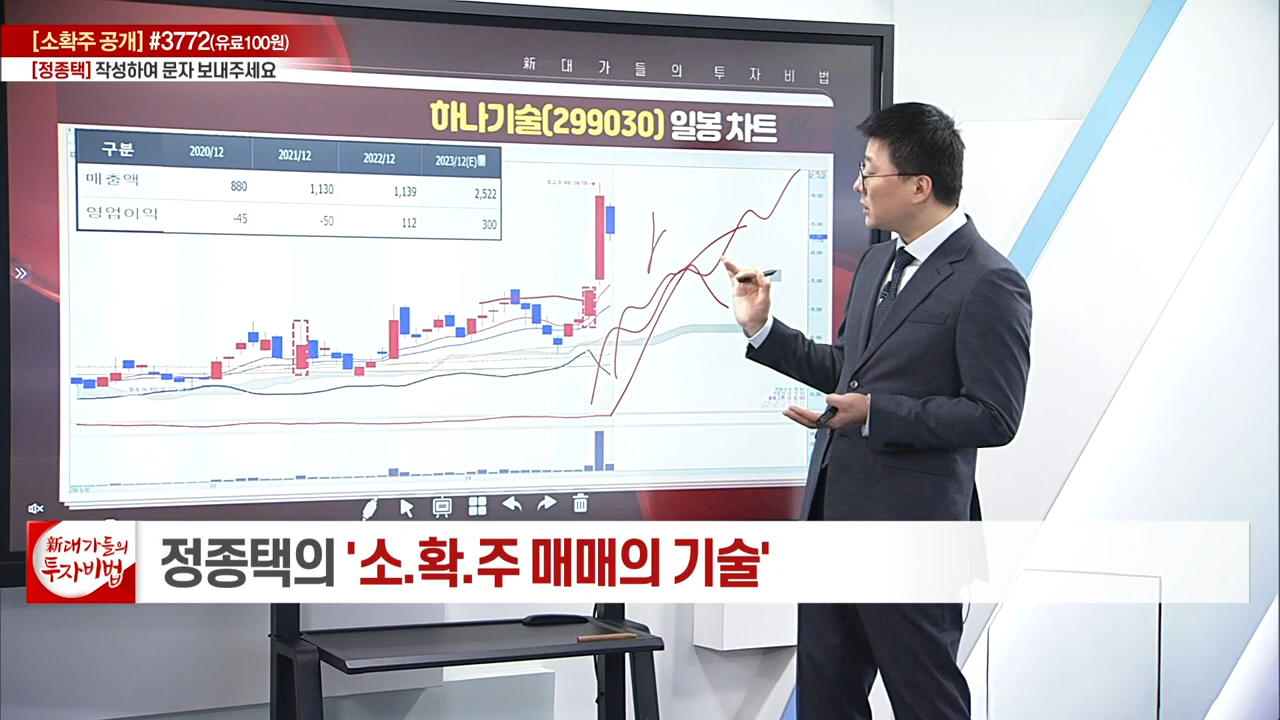 [소확주 공개] #3772(유료100원)
[정종택] 작성하여 문자 보내주세요
新 대 가 들 의 투 자 비 법
하나기술(299030) 일봉 차트
구분 2020/12 2021/12 2022/12 2023/12(E)
매출액 880 1,130 1,139 2,522
영업이익 -45 -50 112 300
新대가들의
투자비법
정종택의 '소.확.주 매매의 기술'